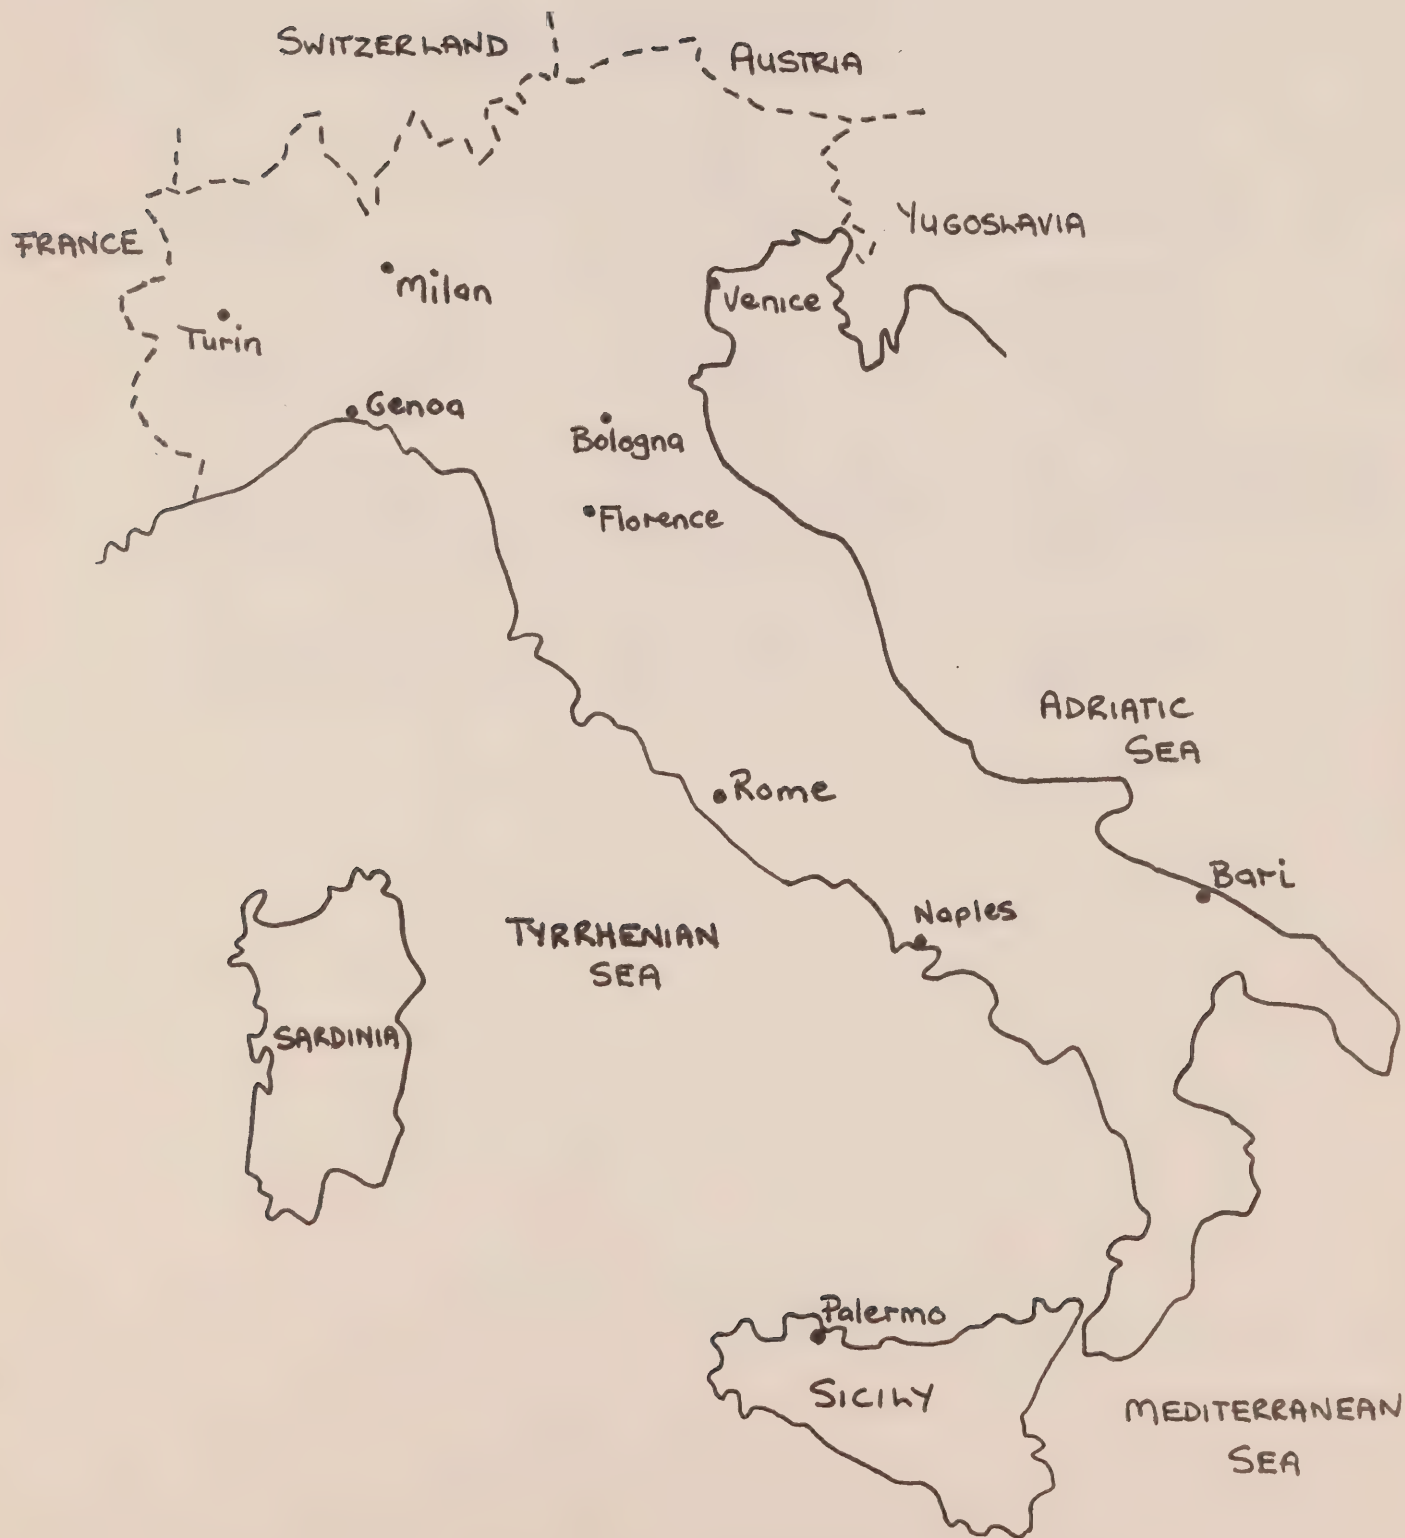 SWITZERLAND
AUSTRIA
FRANCE
YUGOSLAVIA
Milan
Venice
Turin
Genoa
Bologna
Florence
ADRIATIC
SEA
Rome
Bari
Naples
TYRRHENIAN
SEA
SARDINIA
Palermo
SICILY
MEDITERRANEAN
SEA